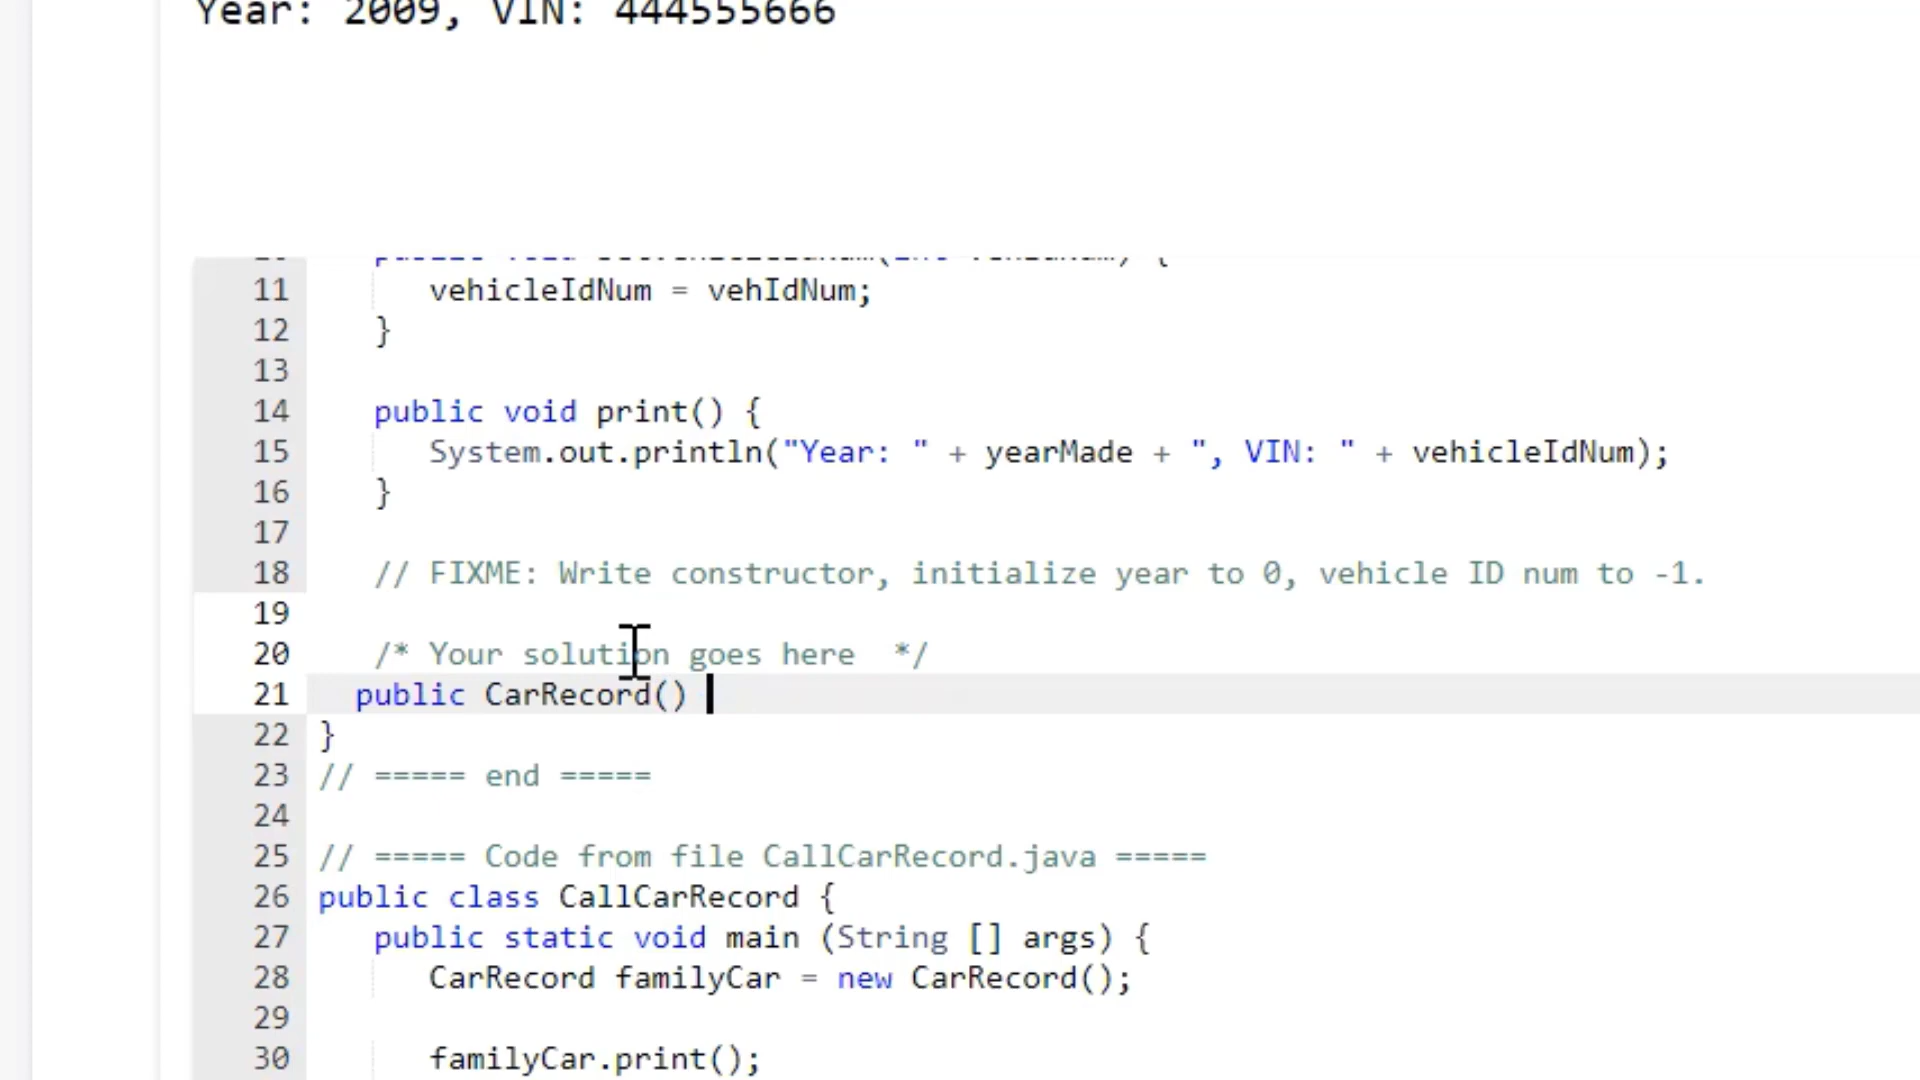 Year: 2009, VIN: 444555666
11 vehicleIdNum = vehIdNum;
12 }
13
14 public void print() {
15 System.out.println("Year: " + yearMade + ", VIN: " + vehicleIdNum);
16 }
17
18 // FIXME: Write constructor, initialize year to 0, vehicle ID num to -1.
19
20 /* Your solution goes here  */
21 public CarRecord()
22 }
23 // ===== end =====
24
25 // ===== Code from file CallCarRecord.java =====
26 public class CallCarRecord {
27 public static void main (String [] args) {
28 CarRecord familyCar = new CarRecord();
29
30 familyCar.print();